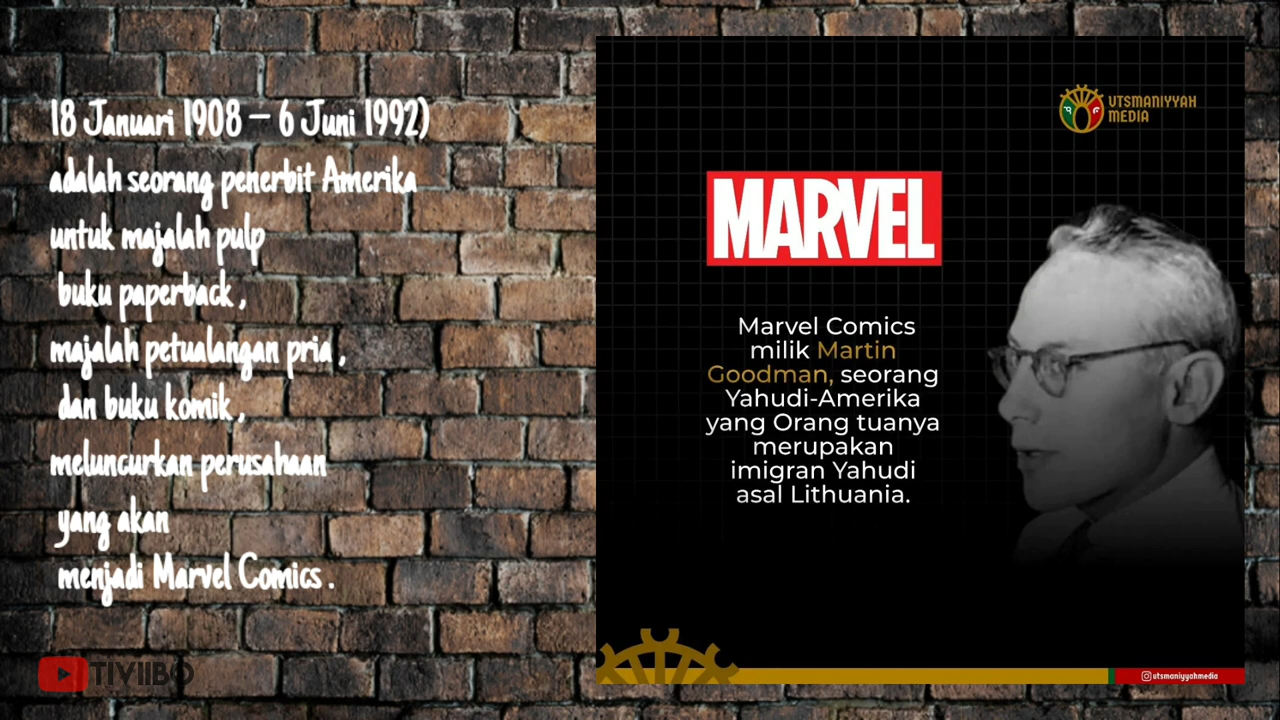 18 Januari 1908 – 6 Juni 1992)
adalah seorang penerbit Amerika
untuk majalah pulp
buku paperback ,
majalah petualangan pria ,
dan buku komik ,
meluncurkan perusahaan
yang akan
menjadi Marvel Comics .
TIVIIBO
UTSMANIYYAH
MEDIA
MARVEL
Marvel Comics
milik Martin
Goodman, seorang
Yahudi-Amerika
yang Orang tuanya
merupakan
imigran Yahudi
asal Lithuania.
utsmaniyyahmedia